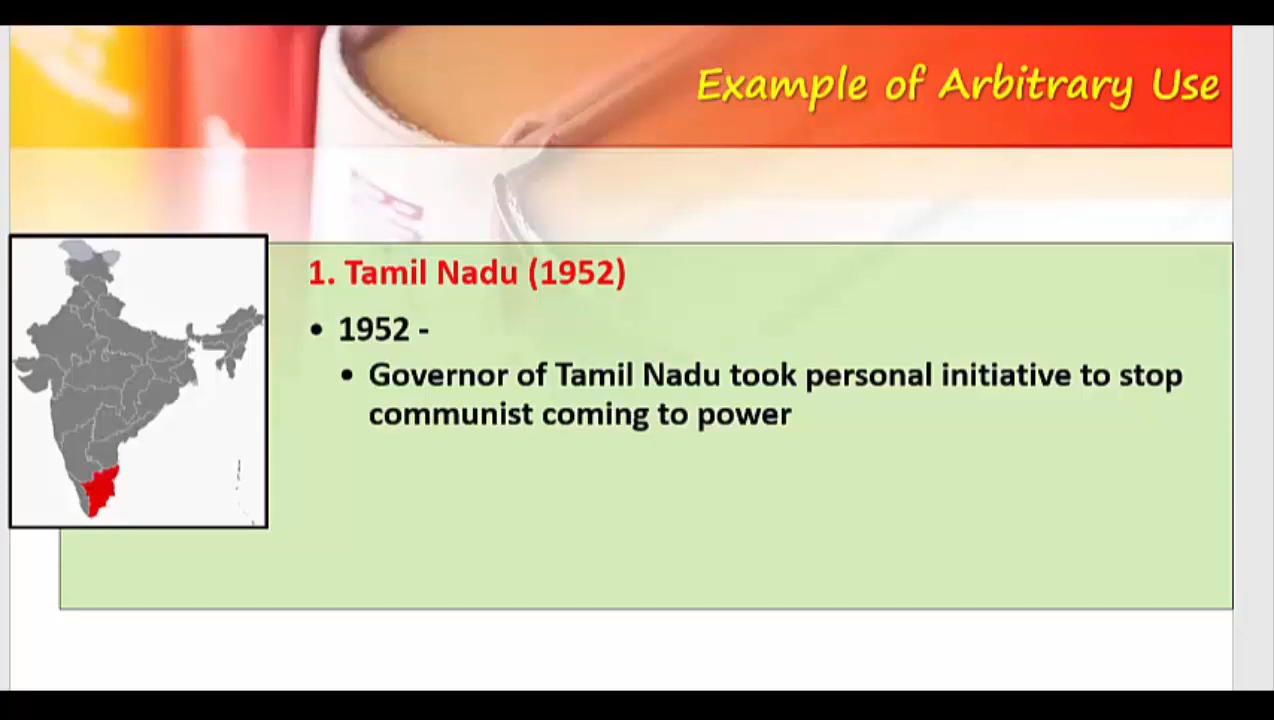 Example of Arbitrary Use
1. Tamil Nadu (1952)
• 1952 -
• Governor of Tamil Nadu took personal initiative to stop
communist coming to power